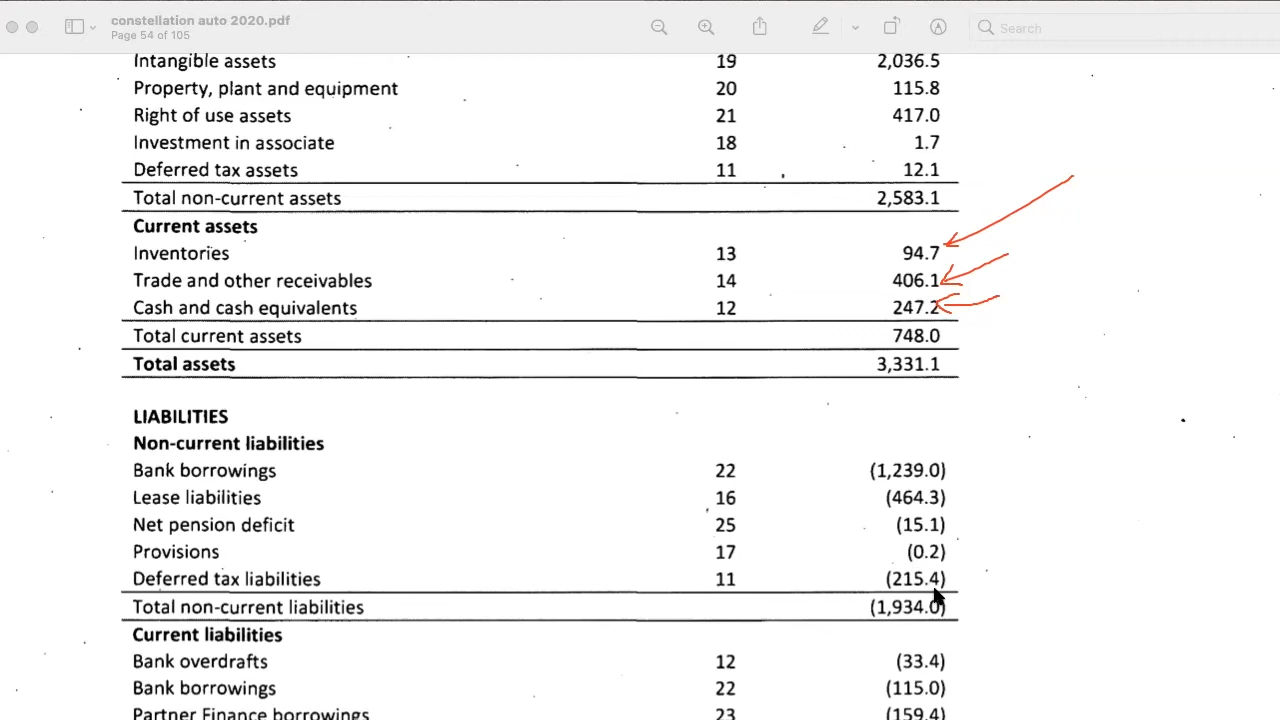 constellation auto 2020.pdf
Page 54 of 105
Search
Intangible assets 19 2,036.5
Property, plant and equipment 20 115.8
Right of use assets 21 417.0
Investment in associate 18 1.7
Deferred tax assets 11 12.1
Total non-current assets 2,583.1
Current assets
Inventories 13 94.7
Trade and other receivables 14 406.1
Cash and cash equivalents 12 247.2
Total current assets 748.0
Total assets 3,331.1
LIABILITIES
Non-current liabilities
Bank borrowings 22 (1,239.0)
Lease liabilities 16 (464.3)
Net pension deficit 25 (15.1)
Provisions 17 (0.2)
Deferred tax liabilities 11 (215.4)
Total non-current liabilities (1,934.0)
Current liabilities
Bank overdrafts 12 (33.4)
Bank borrowings 22 (115.0)
Partner Finance borrowings 23 (159.4)